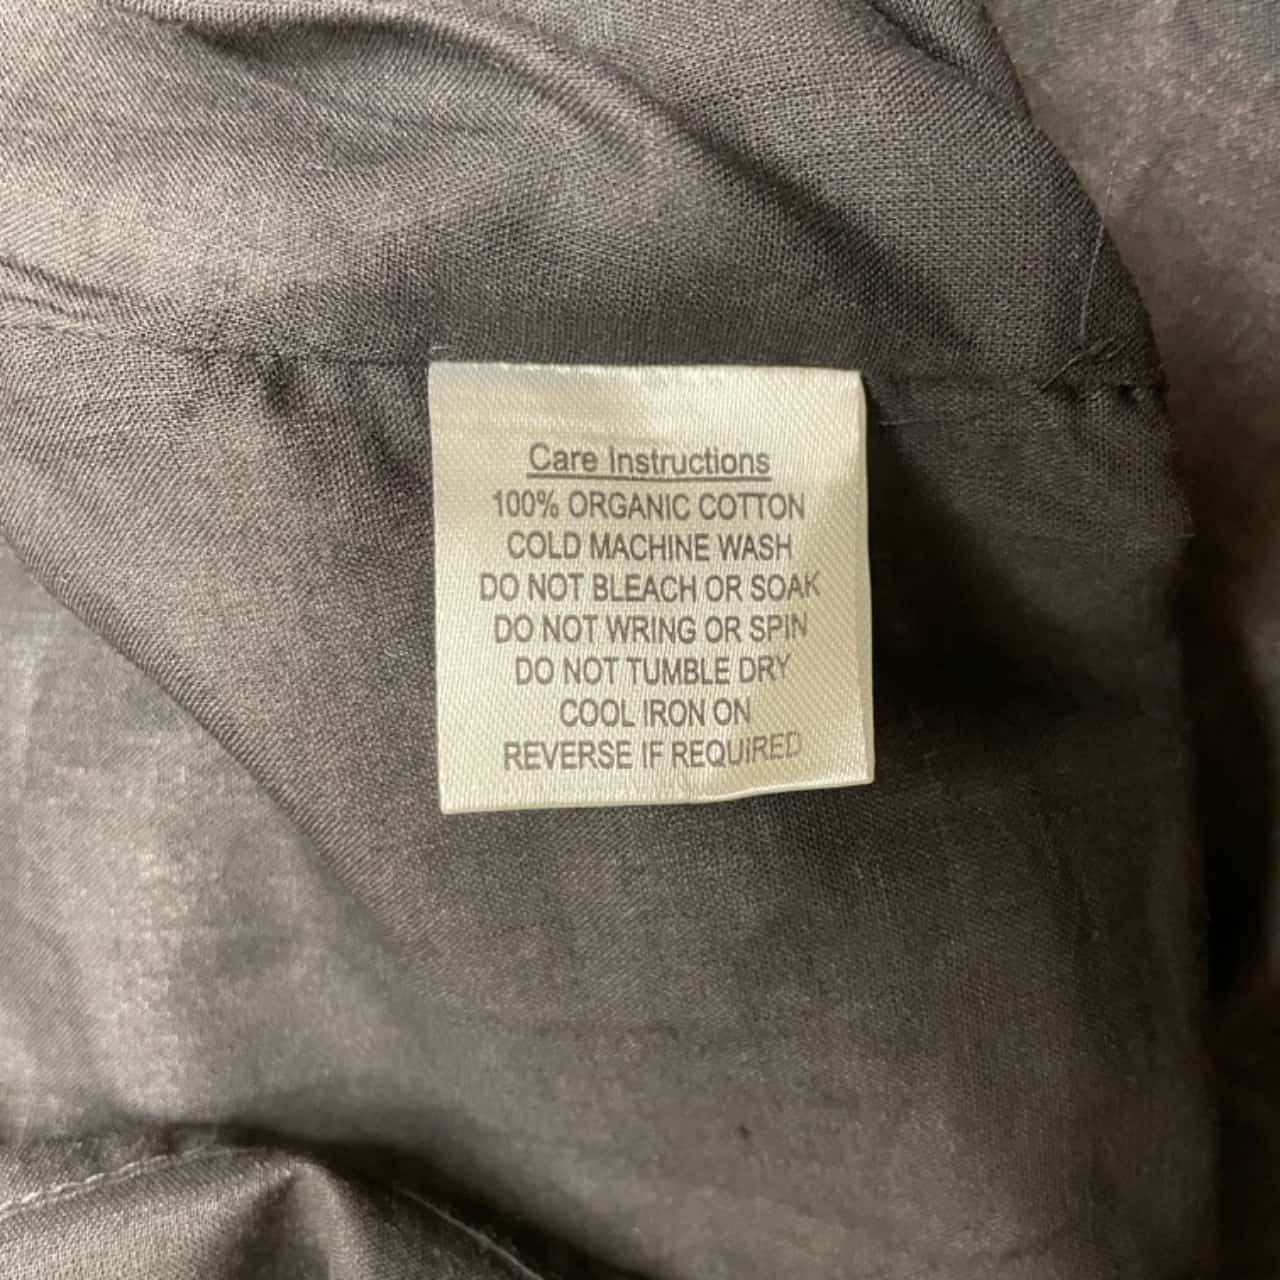 Care Instructions
100% ORGANIC COTTON
COLD MACHINE WASH
DO NOT BLEACH OR SOAK
DO NOT WRING OR SPIN
DO NOT TUMBLE DRY
COOL IRON ON
REVERSE IF REQUIRED